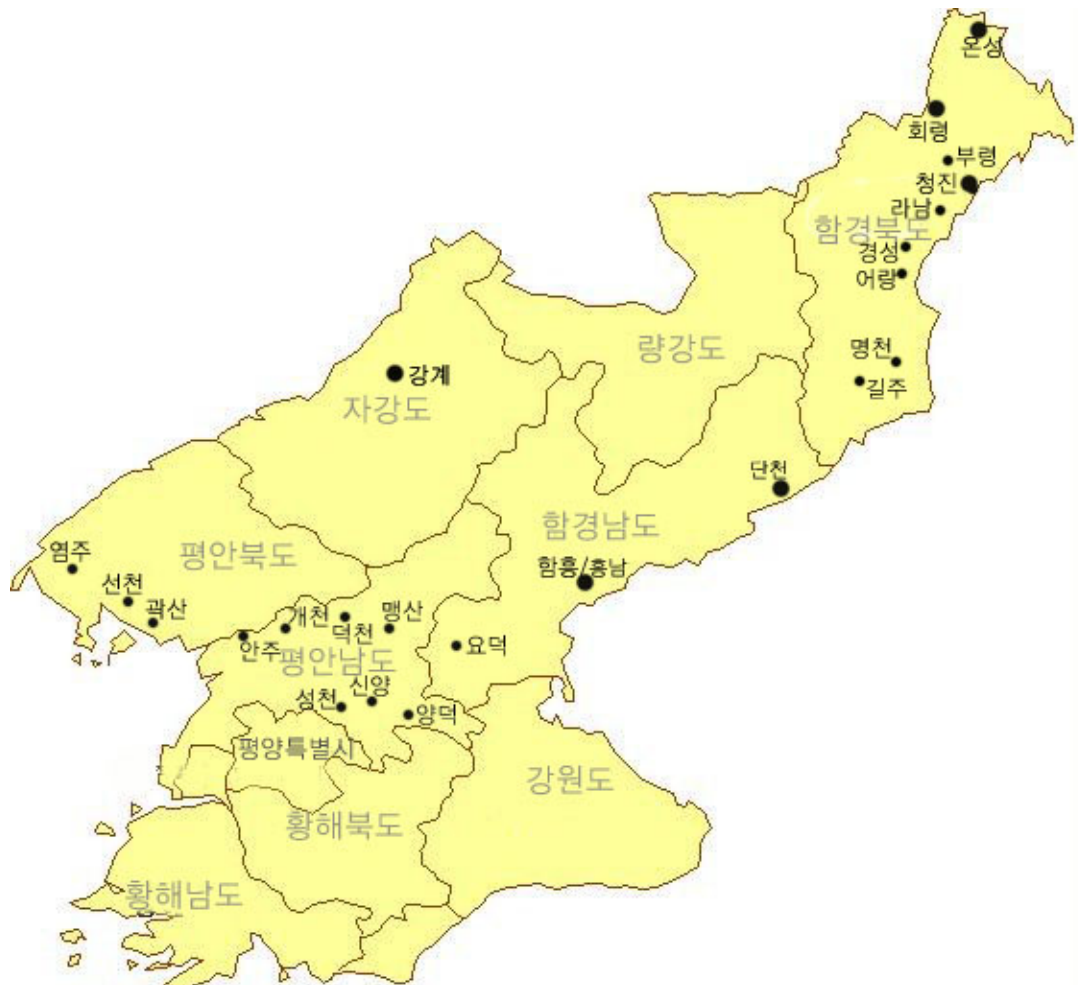 온성
회령
부령
청진
라남
함경북도
경성
어랑
량강도
명천
강계
길주
자강도
단천
함경남도
평안북도
염주
함흥/흥남
선천
곽산
개천
맹산
덕천
안주
요덕
평안남도
신양
성천
양덕
평양특별시
강원도
황해북도
황해남도